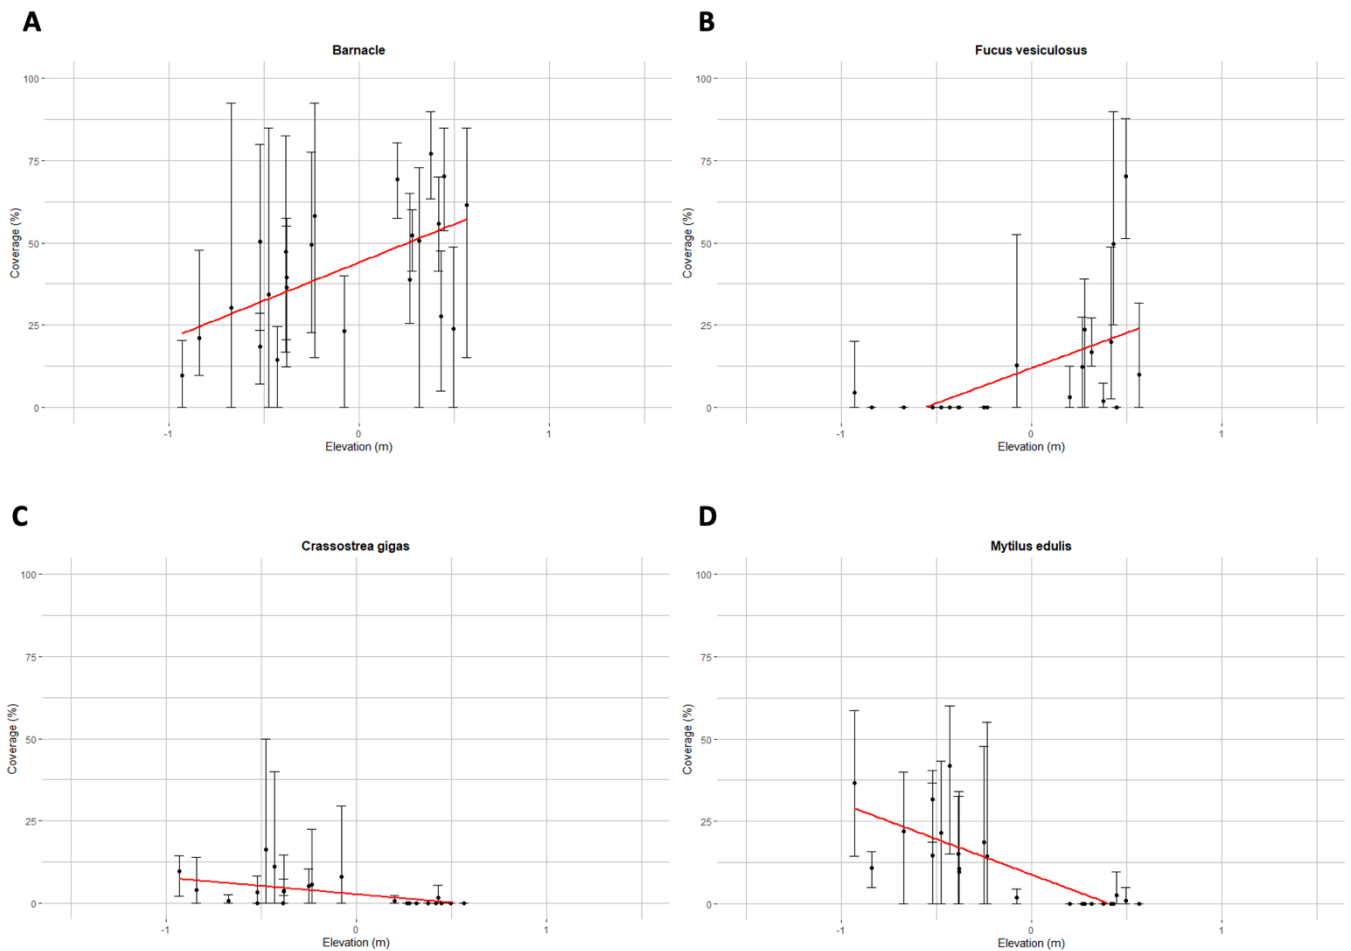 A
Barnacle
100
75
50
25
0
Coverage (%)
-1
0
1
Elevation (m)
B
Fucus vesiculosus
100
75
50
25
0
Coverage (%)
-1
0
1
Elevation (m)
C
Crassostrea gigas
100
75
50
25
0
Coverage (%)
-1
0
1
Elevation (m)
D
Mytilus edulis
100
75
50
25
0
Coverage (%)
-1
0
1
Elevation (m)